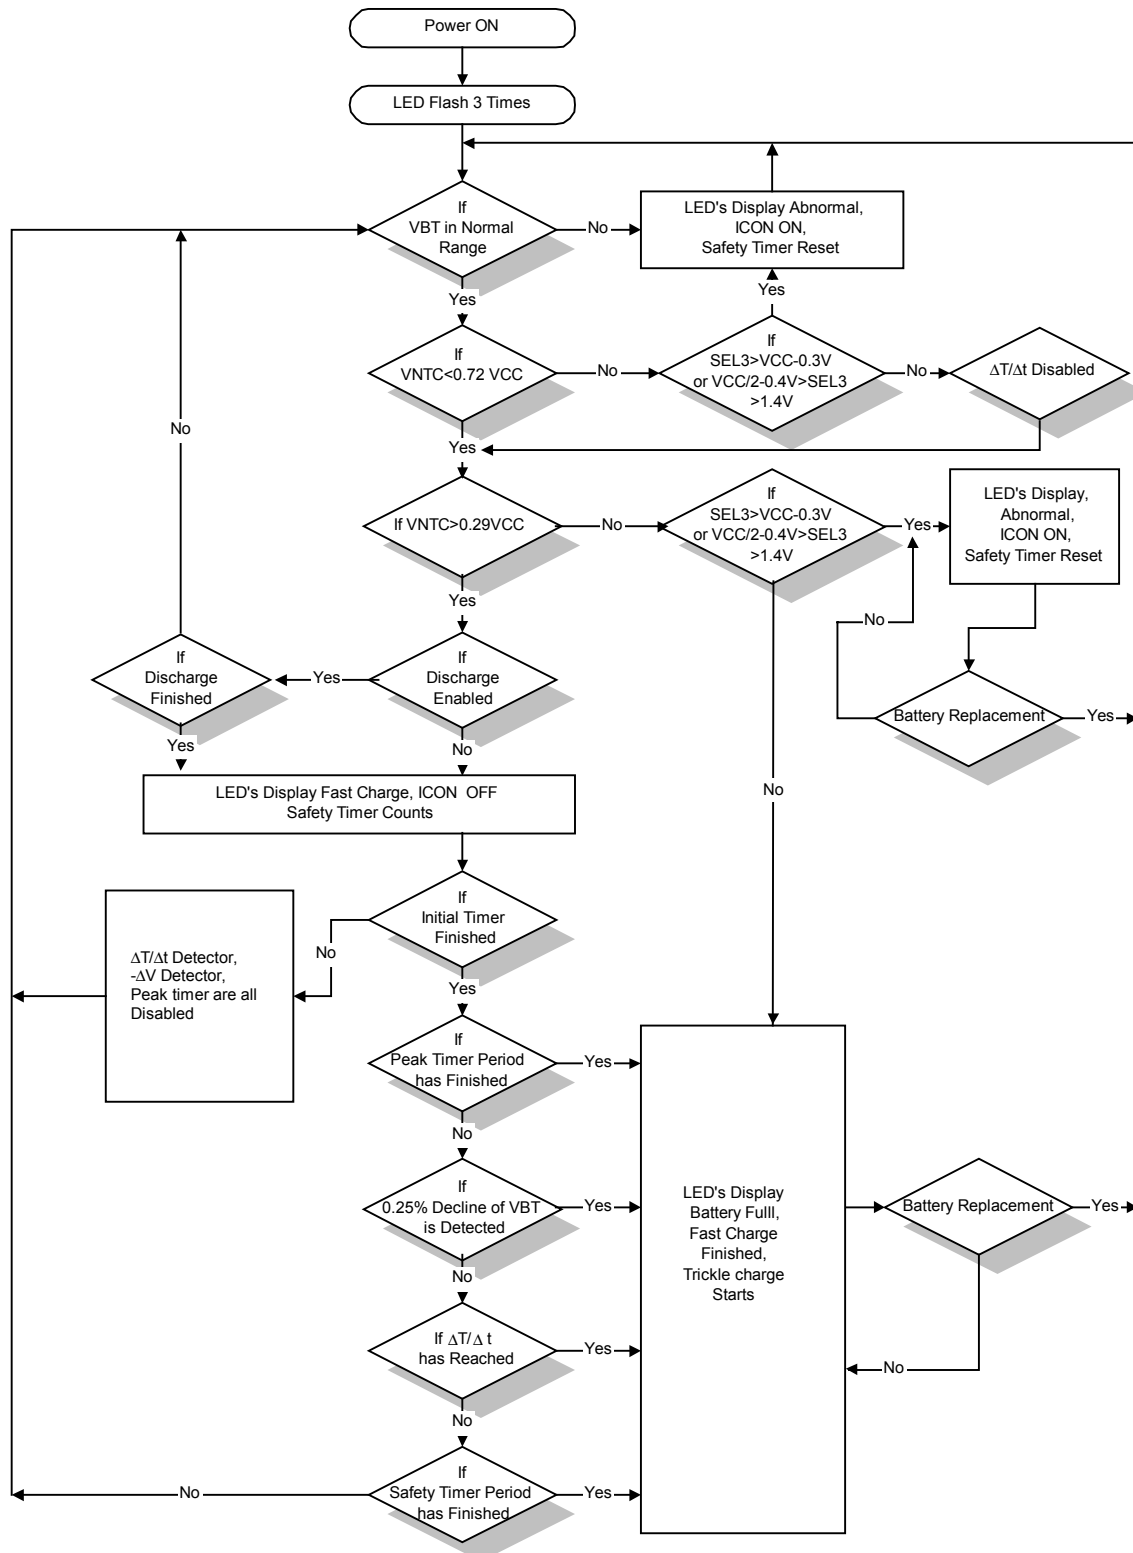 Power ON
LED Flash 3 Times
If
VBT in Normal
Range
No
LED's Display Abnormal,
ICON ON,
Safety Timer Reset
Yes
Yes
If
VNTC<0.72 VCC
No
If
SEL3>VCC-0.3V
or VCC/2-0.4V>SEL3
>1.4V
No
ΔT/Δt Disabled
No
Yes
If VNTC>0.29VCC
No
If
SEL3>VCC-0.3V
or VCC/2-0.4V>SEL3
>1.4V
Yes
LED's Display,
Abnormal,
ICON ON,
Safety Timer Reset
Yes
No
If
Discharge
Finished
Yes
If
Discharge
Enabled
Battery Replacement
Yes
Yes
No
LED's Display Fast Charge, ICON OFF
Safety Timer Counts
No
If
Initial Timer
Finished
No
ΔT/Δt Detector,
-ΔV Detector,
Peak timer are all
Disabled
Yes
If
Peak Timer Period
has Finished
Yes
No
If
0.25% Decline of VBT
is Detected
Yes
LED's Display
Battery Fulll,
Fast Charge
Finished,
Trickle charge
Starts
Battery Replacement
Yes
No
If ΔT/Δ t
has Reached
Yes
No
No
If
Safety Timer Period
has Finished
No
Yes